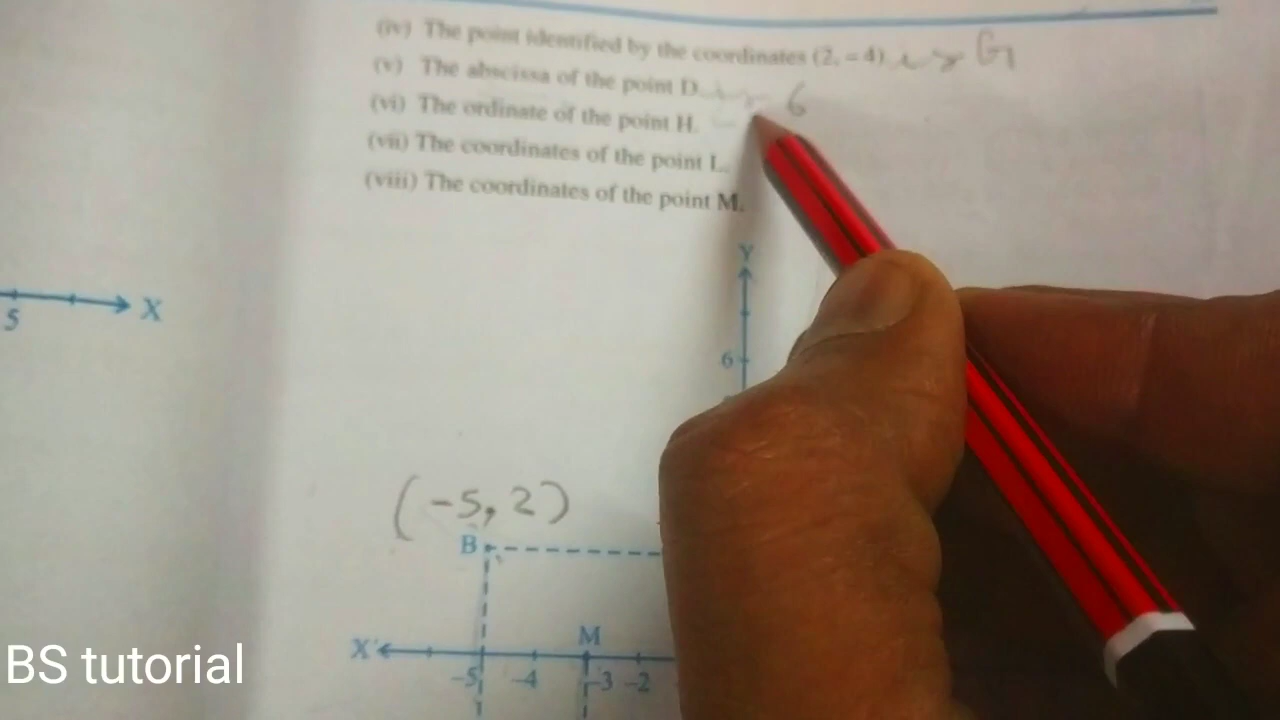 (iv) The point identified by the coordinates (2, – 4) G
(v) The abscissa of the point D. 6
(vi) The ordinate of the point H.
(vii) The coordinates of the point L.
(viii) The coordinates of the point M.
Y
X
5
6
(-5, 2)
B
M
X'
–5 –4 –3 –2
BS tutorial